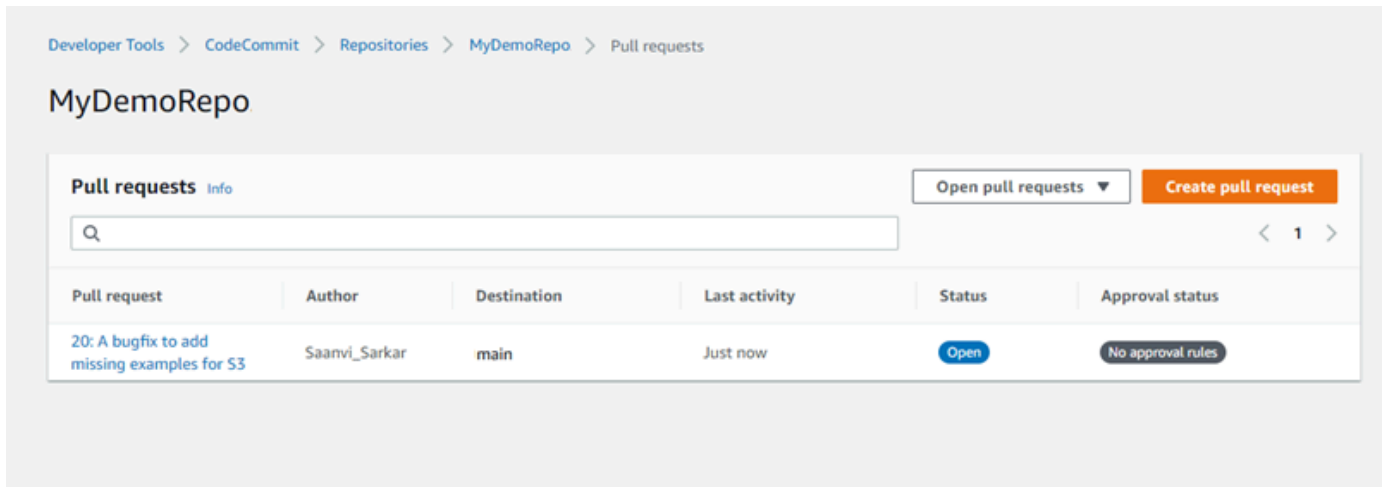 Developer Tools > CodeCommit > Repositories > MyDemoRepo > Pull requests
MyDemoRepo
Pull requests Info
Open pull requests ▼
Create pull request
< 1 >
Pull request Author Destination Last activity Status Approval status
20: A bugfix to add
missing examples for S3
Saanvi_Sarkar main Just now Open No approval rules